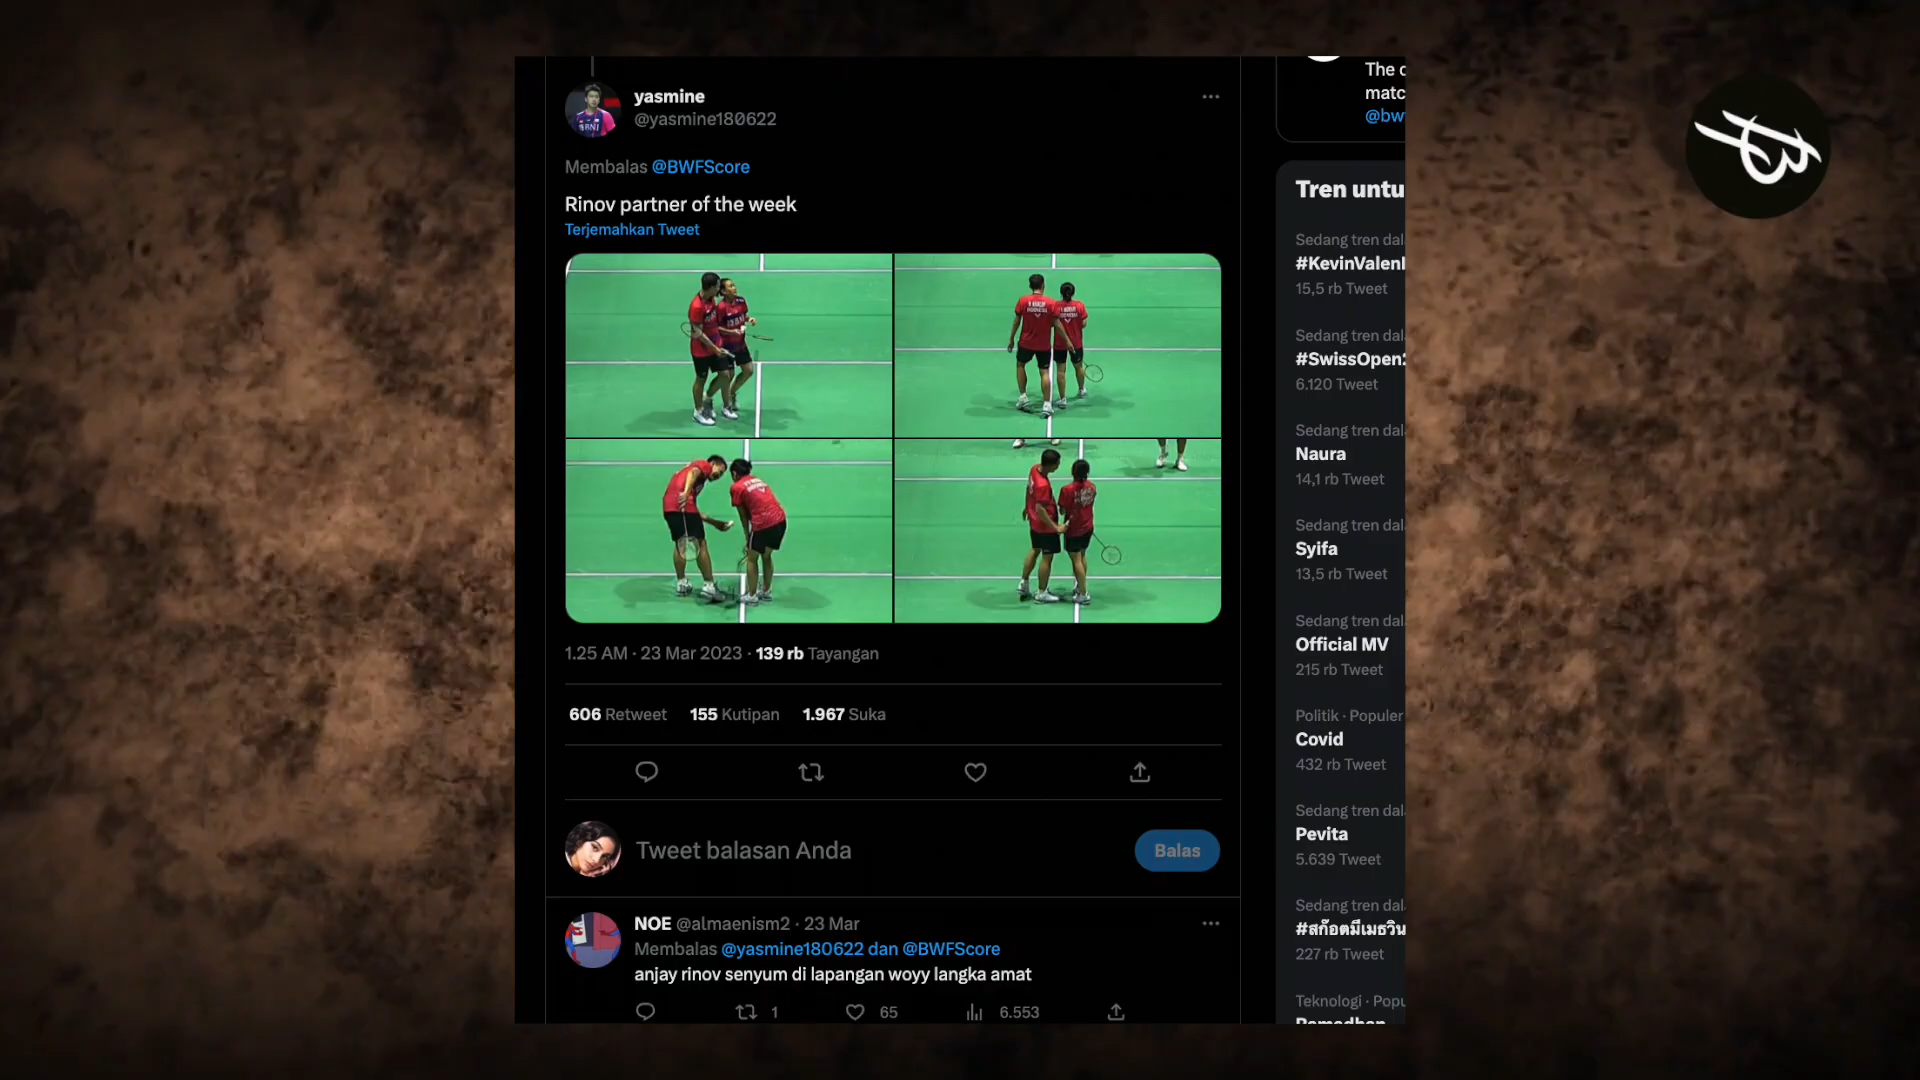 yasmine
@yasmine180622
Membalas @BWFScore
Rinov partner of the week
Terjemahkan Tweet
1.25 AM · 23 Mar 2023 · 139 rb Tayangan
606 Retweet 155 Kutipan 1.967 Suka
Tweet balasan Anda
Balas
NOE @almaenism2 · 23 Mar
Membalas @yasmine180622 dan @BWFScore
anjay rinov senyum di lapangan woyy langka amat
1 65 6.553
The c
matc
@bw
Tren untu
Sedang tren dal
#KevinValen
15,5 rb Tweet
Sedang tren dal
#SwissOpen
6.120 Tweet
Sedang tren dal
Naura
14,1 rb Tweet
Sedang tren dal
Syifa
13,5 rb Tweet
Sedang tren dal
Official MV
215 rb Tweet
Politik · Populer
Covid
432 rb Tweet
Sedang tren dal
Pevita
5.639 Tweet
Sedang tren dal
#สก๊อตมึเมธวิน
227 rb Tweet
Teknologi · Popu
Ramadhan